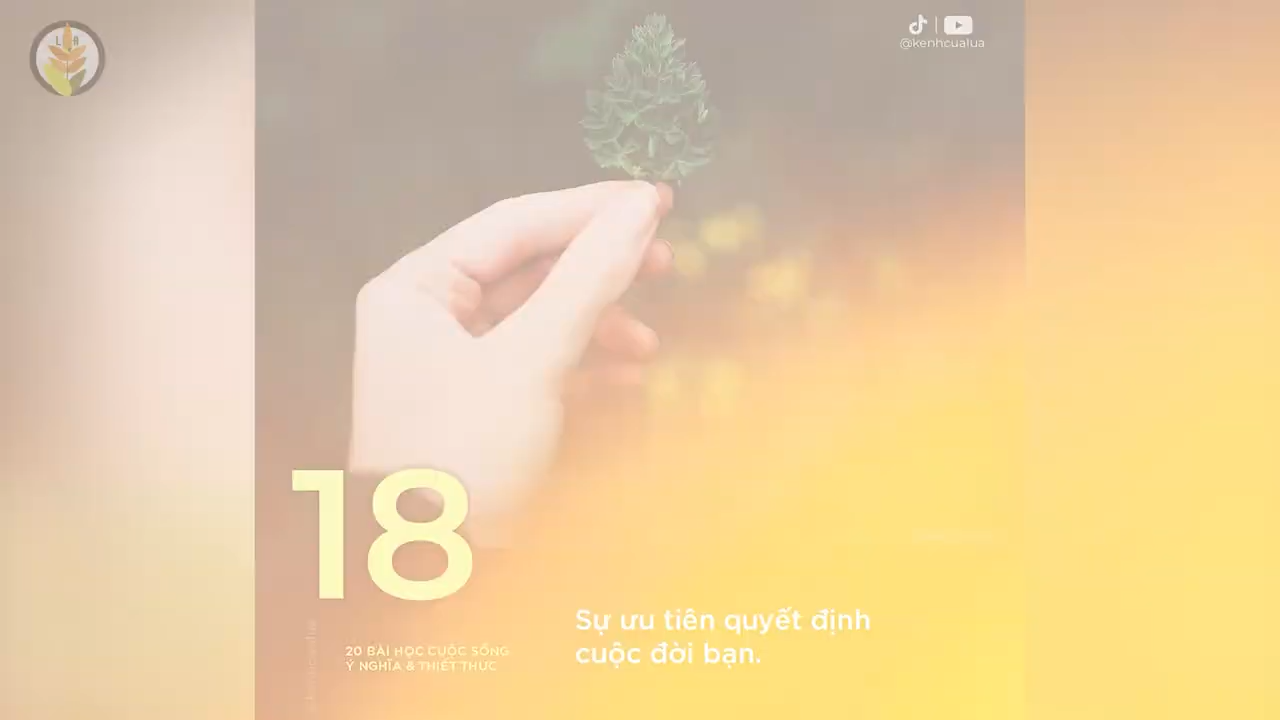 L A
@kenhcualua
18
20 BÀI HỌC CUỘC SỐNG
Ý NGHĨA & THIẾT THỰC
Sự ưu tiên quyết định
cuộc đời bạn.